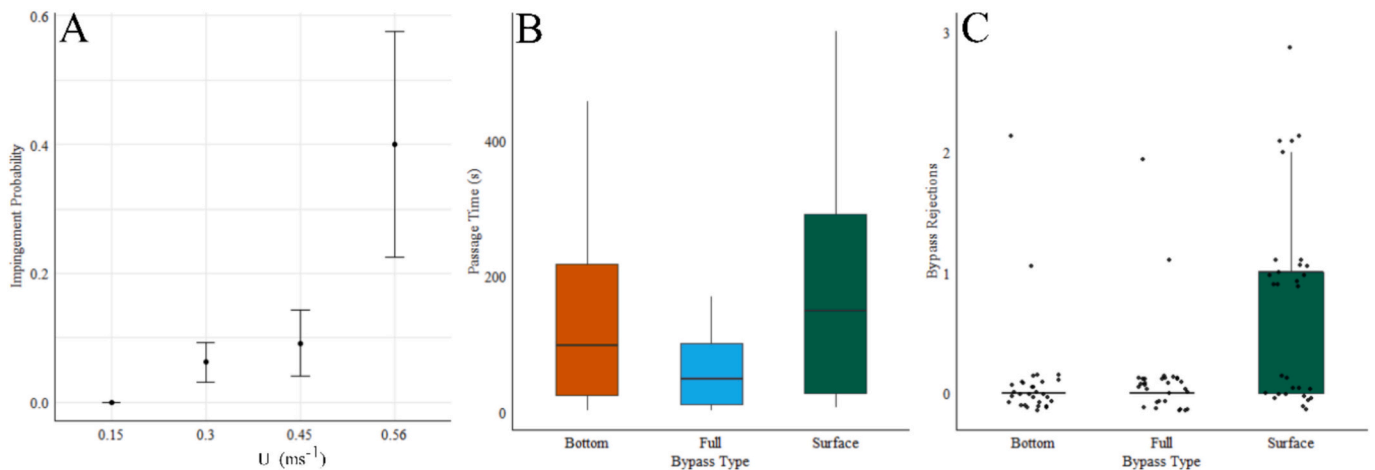 A
Impingement Probability
0.6
0.4
0.2
0.0
0.15 0.3 0.45 0.56
U (ms-1)
B
Passage Time (s)
400
200
0
Bottom Full Surface
Bypass Type
C
Bypass Rejections
3
2
1
0
Bottom Full Surface
Bypass Type